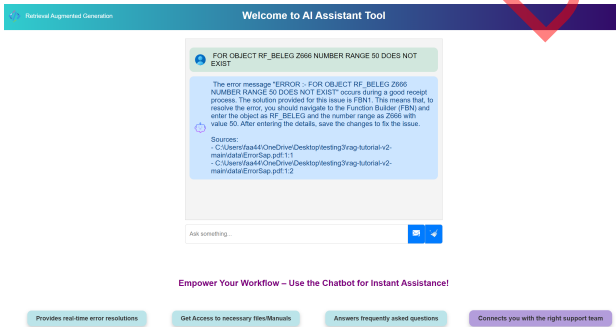 Retrieval Augmented Generation
Welcome to AI Assistant Tool
FOR OBJECT RF_BELEG Z666 NUMBER RANGE 50 DOES NOT
EXIST
The error message "ERROR :- FOR OBJECT RF_BELEG Z666
NUMBER RANGE 50 DOES NOT EXIST" occurs during a good receipt
process. The solution provided for this issue is FBN1. This means that, to
resolve the error, you should navigate to the Function Builder (FBN) and
enter the object as RF_BELEG and the number range as Z666 with
value 50. After entering the details, save the changes to fix the issue.
Sources:
- C:\Users\faa44\OneDrive\Desktop\testing3\rag-tutorial-v2-
main\data\ErrorSap.pdf:1:1
- C:\Users\faa44\OneDrive\Desktop\testing3\rag-tutorial-v2-
main\data\ErrorSap.pdf:1:2
Ask something...
Empower Your Workflow – Use the Chatbot for Instant Assistance!
Provides real-time error resolutions
Get Access to necessary files/Manuals
Answers frequently asked questions
Connects you with the right support team